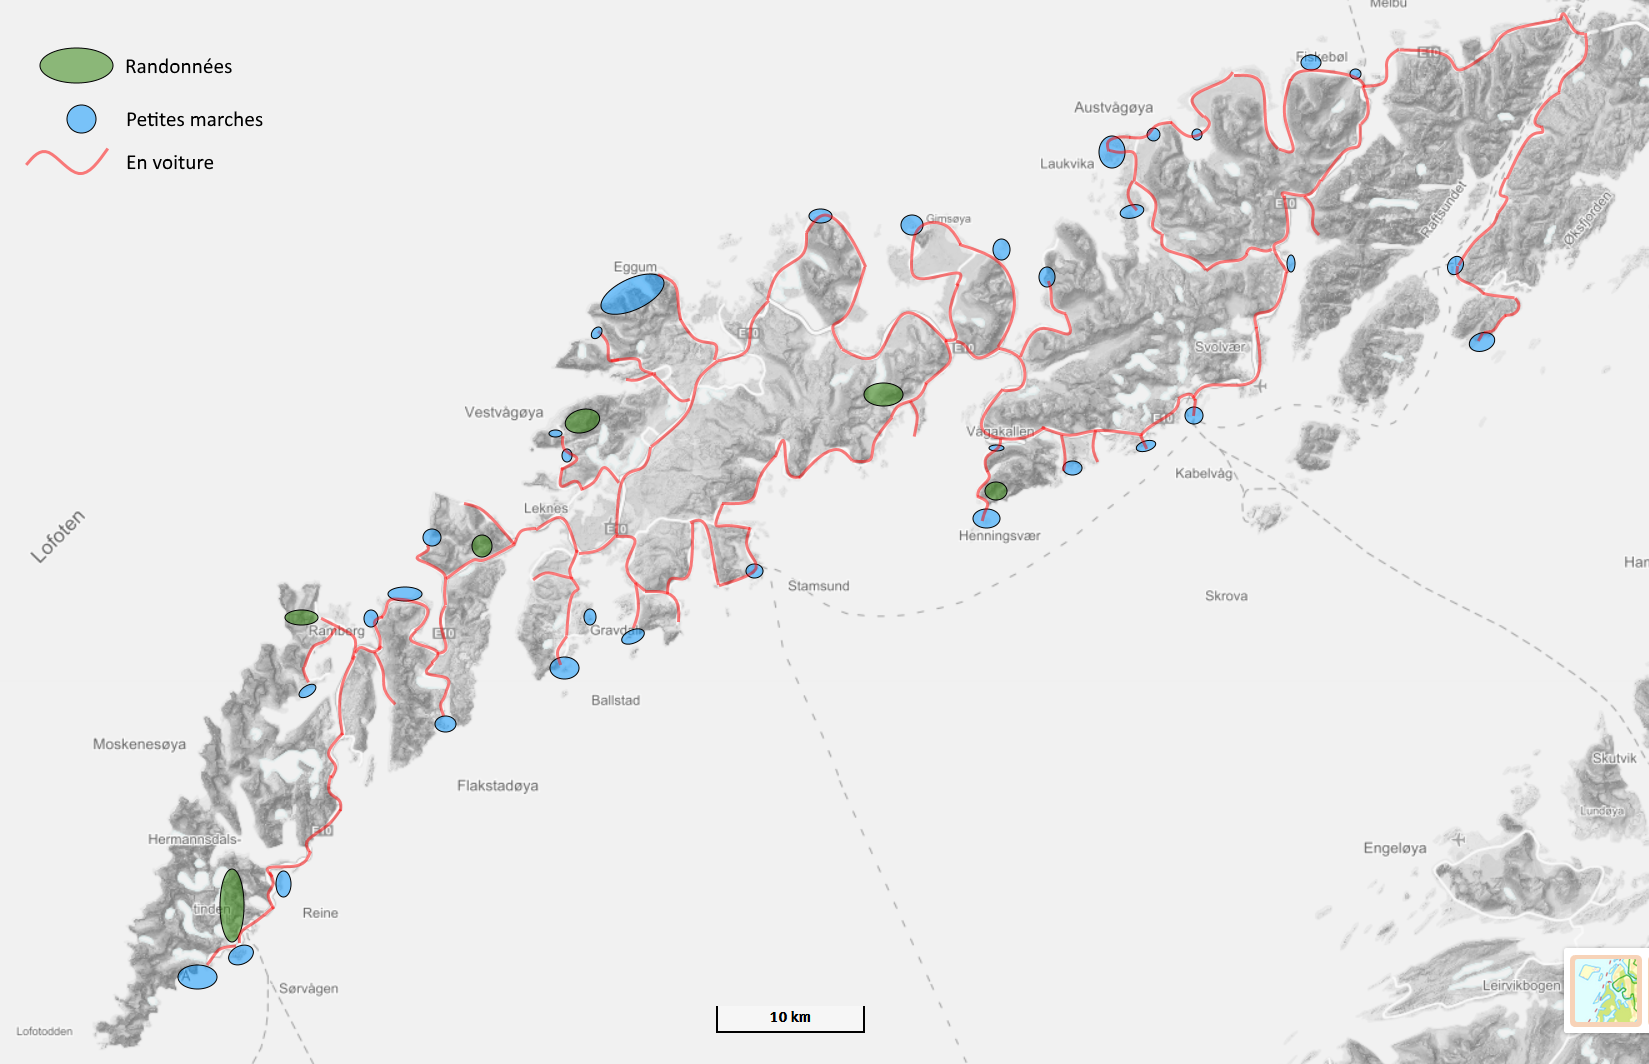 Melbu
Randonnées
Petites marches
En voiture
Fiskebøl
E10
Austvågøya
Laukvika
E10
Raftsundet
Øksfjorden
Gimsøya
Eggum
E10
E10
Svolvær
Vestvågøya
E10
Vågakallen
Kabelvåg
Leknes
E10
Henningsvær
Lofoten
Stamsund
Skrova
Ramberg
E10
Ballstad
Moskenesøya
Flakstadøya
Skutvik
Lundøya
E10
Hermannsdals-
tinden
Engeløya
Reine
Å
Sørvågen
Leirvikbogen
10 km
Lofotodden